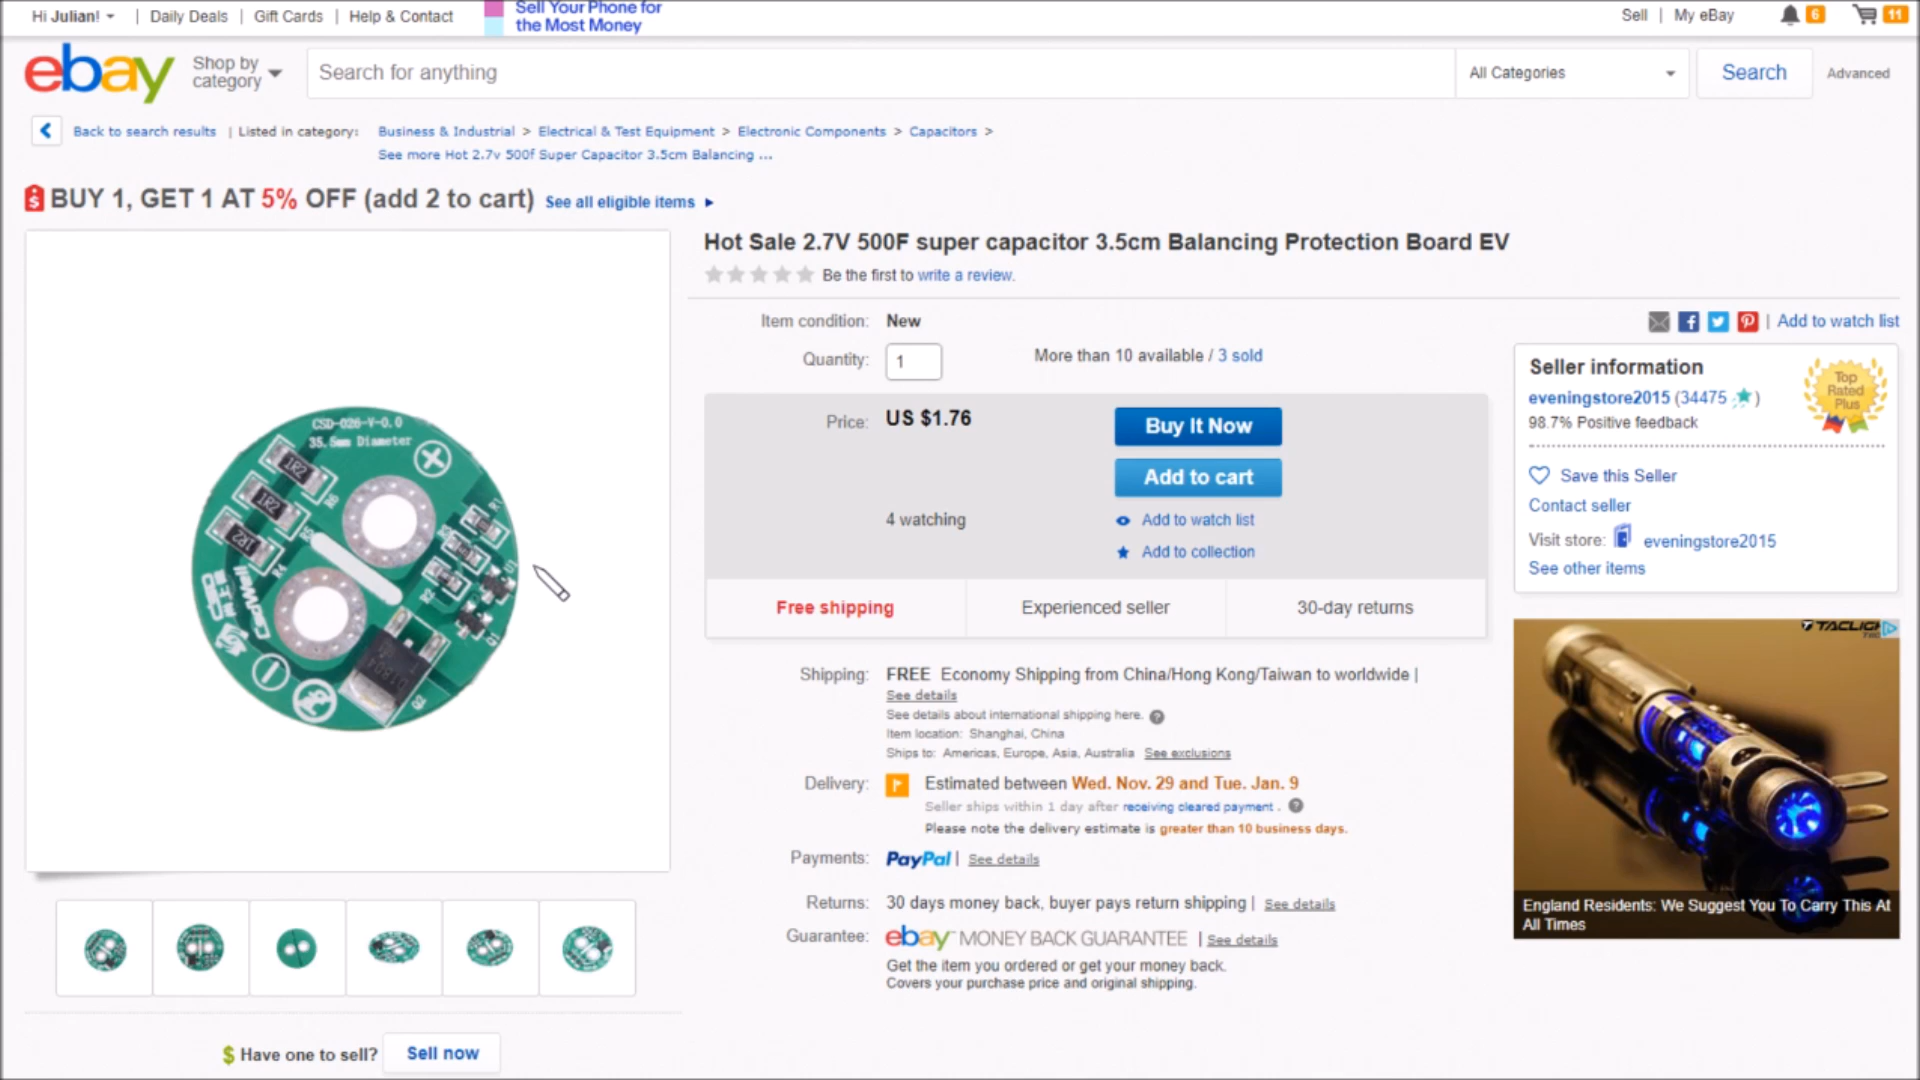 Hi Julian!
Daily Deals
Gift Cards
Help & Contact
Sell Your Phone for
the Most Money
Sell
My eBay
6
11
ebay
Shop by
category
Search for anything
All Categories
Search
Advanced
Back to search results | Listed in category:
Business & Industrial > Electrical & Test Equipment > Electronic Components > Capacitors >
See more Hot 2.7v 500f Super Capacitor 3.5cm Balancing ...
BUY 1, GET 1 AT 5% OFF (add 2 to cart)
See all eligible items
CSD-026-V-0.0
35.5mm Diameter
1R2
R6
1R2
R5
1R2
R4
R1
R2
U1
Q1
Q2
Hot Sale 2.7V 500F super capacitor 3.5cm Balancing Protection Board EV
Be the first to write a review.
Item condition: New
Quantity: 1
More than 10 available / 3 sold
Price: US $1.76
Buy It Now
Add to cart
4 watching
Add to watch list
Add to collection
Free shipping
Experienced seller
30-day returns
Shipping: FREE Economy Shipping from China/Hong Kong/Taiwan to worldwide |
See details
See details about international shipping here.
Item location: Shanghai, China
Ships to: Americas, Europe, Asia, Australia See exclusions
Delivery: Estimated between Wed. Nov. 29 and Tue. Jan. 9
Seller ships within 1 day after receiving cleared payment .
Please note the delivery estimate is greater than 10 business days.
Payments: PayPal | See details
Returns: 30 days money back, buyer pays return shipping | See details
Guarantee: ebay MONEY BACK GUARANTEE | See details
Get the item you ordered or get your money back.
Covers your purchase price and original shipping.
| Add to watch list
Seller information
eveningstore2015 (34475 )
98.7% Positive feedback
Top
Rated
Plus
Save this Seller
Contact seller
Visit store: eveningstore2015
See other items
England Residents: We Suggest You To Carry This At
All Times
$ Have one to sell?
Sell now